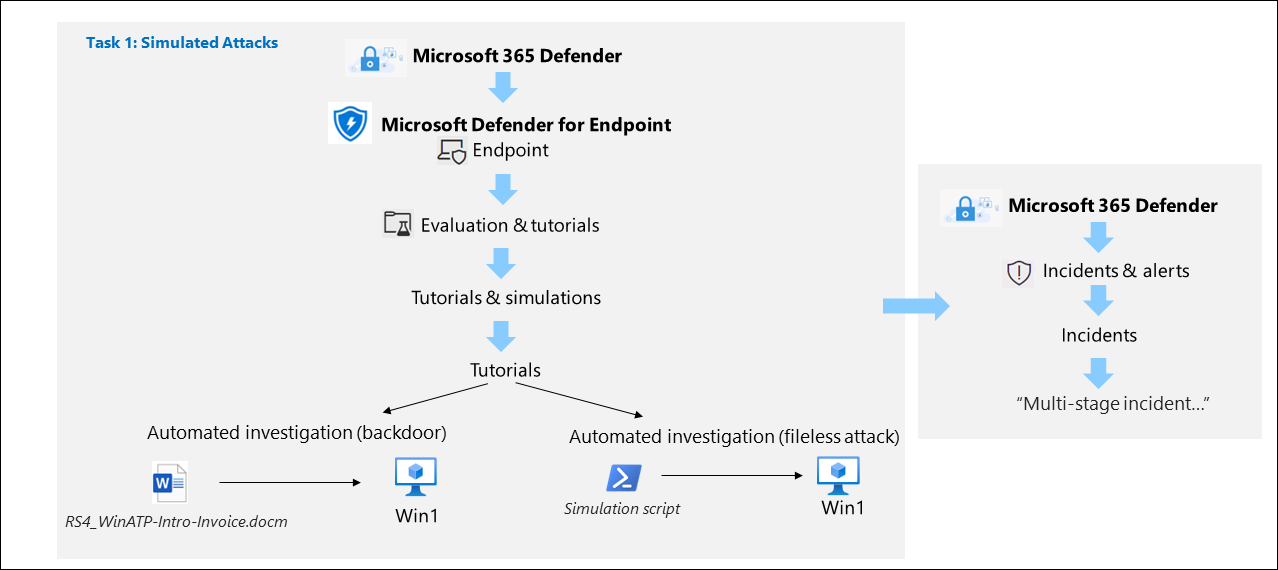 Task 1: Simulated Attacks
Microsoft 365 Defender
Microsoft Defender for Endpoint
Endpoint
Evaluation & tutorials
Tutorials & simulations
Tutorials
Automated investigation (backdoor)
Automated investigation (fileless attack)
RS4_WinATP-Intro-Invoice.docm
Win1
Simulation script
Win1
Microsoft 365 Defender
Incidents & alerts
Incidents
“Multi-stage incident…”